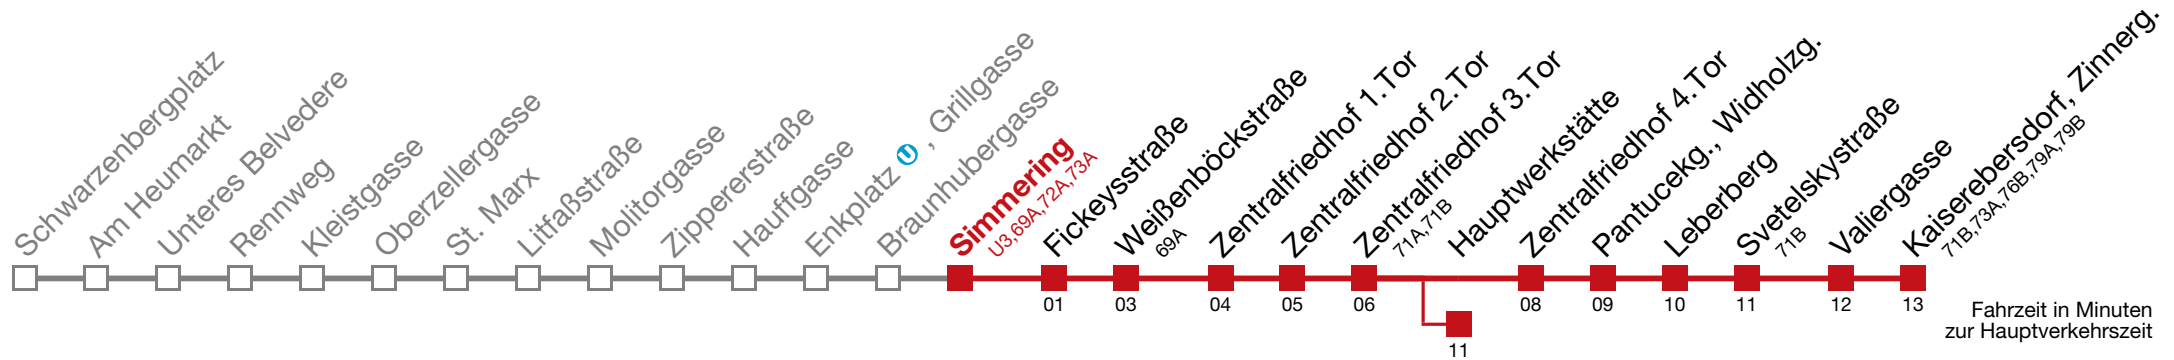 Schwarzenbergplatz
Am Heumarkt
Unteres Belvedere
Rennweg
Kleistgasse
Oberzellergasse
St. Marx
Litfaßstraße
Molitorgasse
Zippererstraße
Hauffgasse
Enkplatz U, Grillgasse
Braunhubergasse
Simmering
U3,69A,72A,73A
Fickeysstraße
Weißenböckstraße
69A
Zentralfriedhof 1.Tor
Zentralfriedhof 2.Tor
Zentralfriedhof 3.Tor
71A,71B
Hauptwerkstätte
Zentralfriedhof 4.Tor
Pantucekg., Widholzg.
Leberberg
Svetelskystraße
71B
Valiergasse
Kaiserebersdorf, Zinnerg.
71B,73A,76B,79A,79B
01 03 04 05 06 08 09 10 11 12 13
11
Fahrzeit in Minuten
zur Hauptverkehrszeit